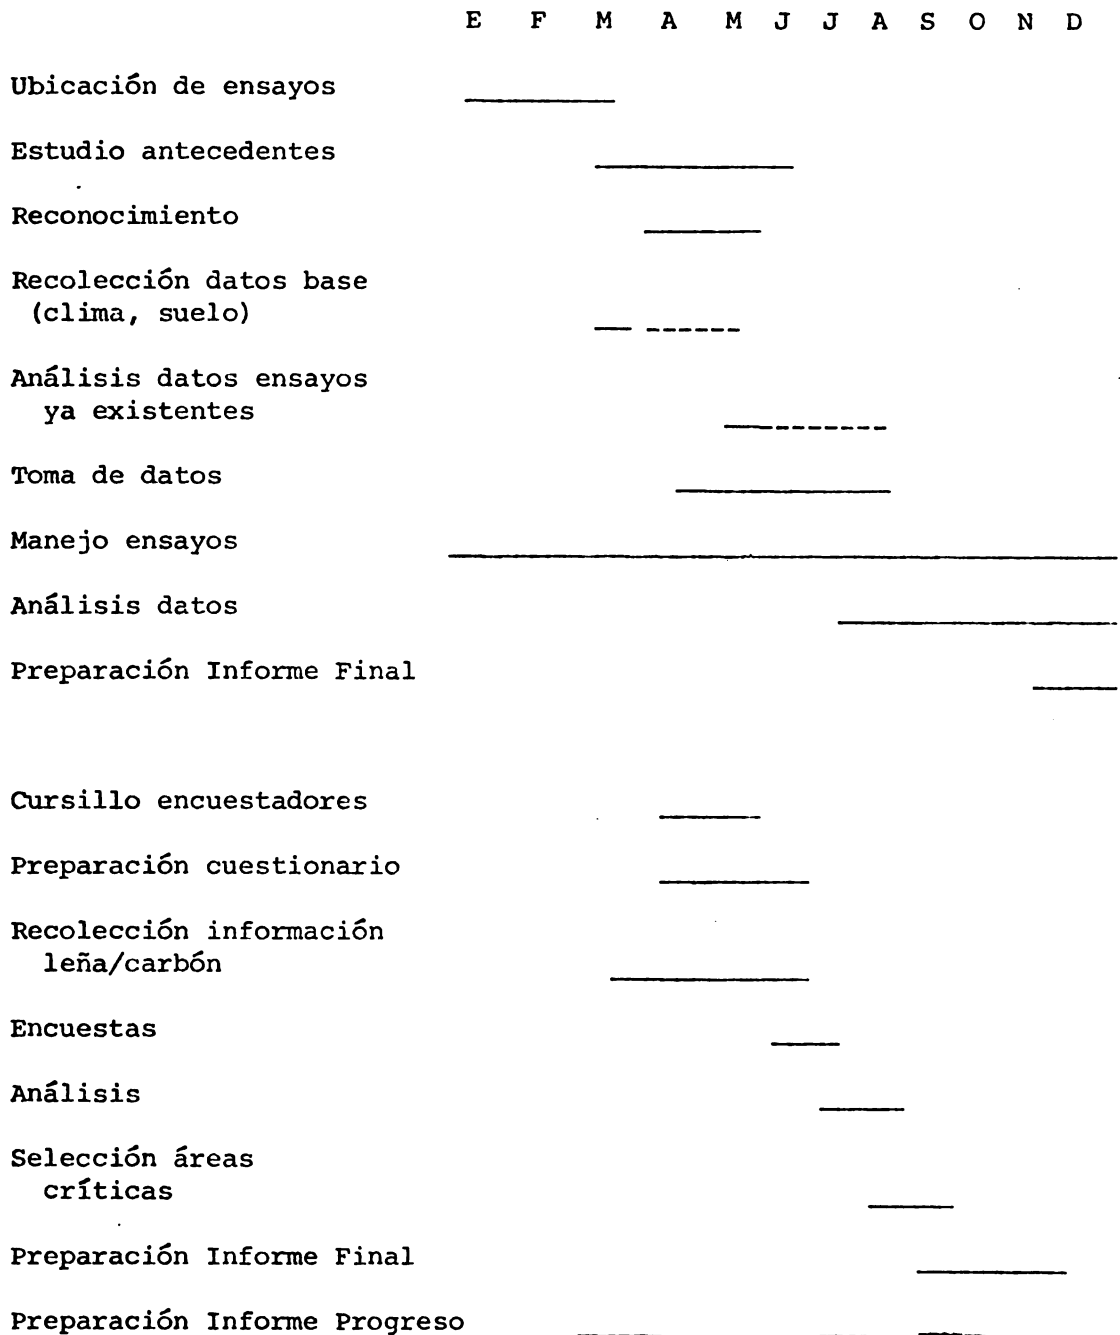 E F M A M J J A S O N D
Ubicación de ensayos
Estudio antecedentes
Reconocimiento
Recolección datos base
(clima, suelo)
Análisis datos ensayos
ya existentes
Toma de datos
Manejo ensayos
Análisis datos
Preparación Informe Final
Cursillo encuestadores
Preparación cuestionario
Recolección información
leña/carbón
Encuestas
Análisis
Selección áreas
críticas
Preparación Informe Final
Preparación Informe Progreso